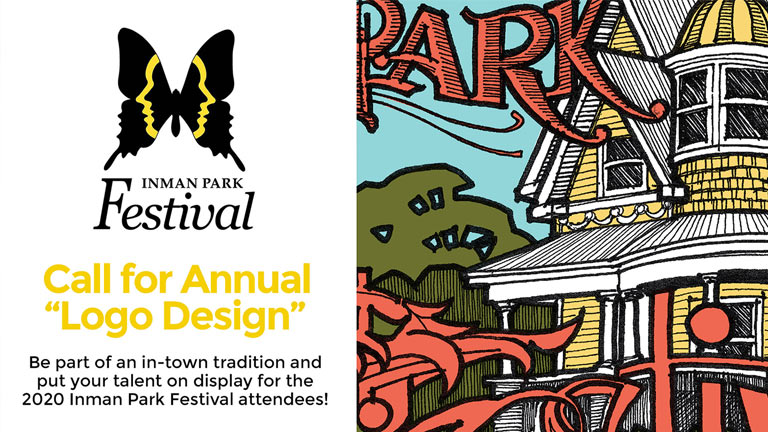 INMAN PARK
Festival
Call for Annual
“Logo Design”
Be part of an in-town tradition and
put your talent on display for the
2020 Inman Park Festival attendees!
PARK